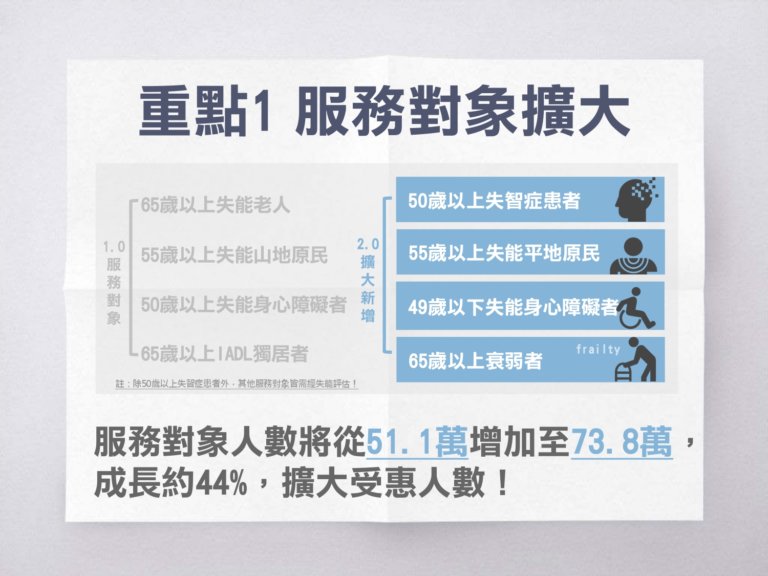 重點1 服務對象擴大
1.0
服務對象
65歲以上失能老人
55歲以上失能山地原民
50歲以上失能身心障礙者
65歲以上IADL獨居者
2.0
擴大新增
50歲以上失智症患者
55歲以上失能平地原民
49歲以下失能身心障礙者
65歲以上衰弱者
frailty
註：除50歲以上失智症患者外，其他服務對象皆需經失能評估！
服務對象人數將從51.1萬增加至73.8萬，
成長約44%，擴大受惠人數！